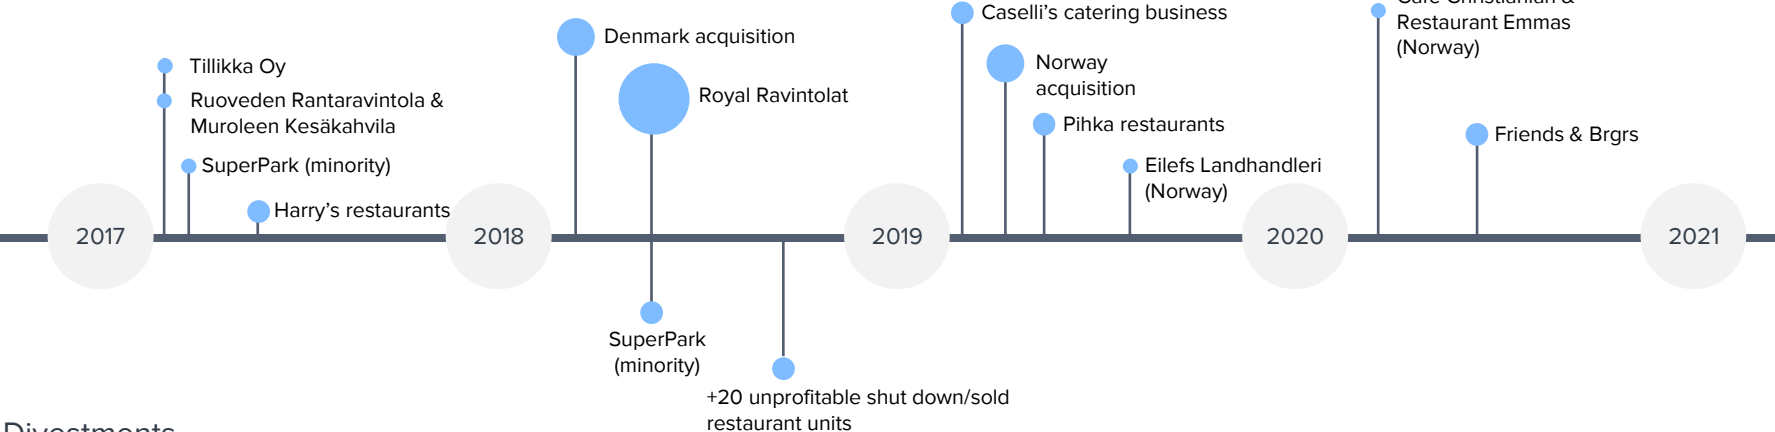 Caselli's catering business
Restaurant Emmas
(Norway)
Denmark acquisition
Norway
acquisition
Tillikka Oy
Royal Ravintolat
Ruoveden Rantaravintola &
Muroleen Kesäkahvila
Pihka restaurants
Friends & Brgrs
SuperPark (minority)
Eilefs Landhandleri
(Norway)
Harry's restaurants
2017
2018
2019
2020
2021
SuperPark
(minority)
+20 unprofitable shut down/sold
restaurant units
Divestments